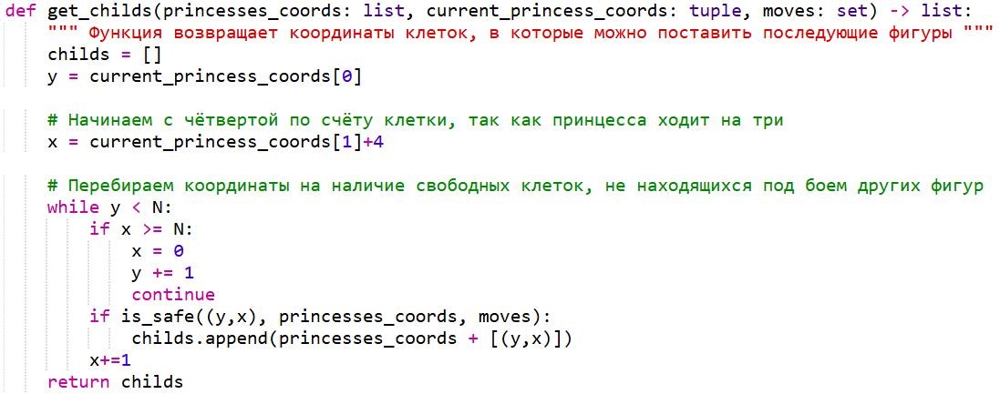 def get_childs(princesses_coords: list, current_princess_coords: tuple, moves: set) -> list:
    """ Функция возвращает координаты клеток, в которые можно поставить последующие фигуры """
    childs = []
    y = current_princess_coords[0]

    # Начинаем с чётвертой по счёту клетки, так как принцесса ходит на три
    x = current_princess_coords[1]+4

    # Перебираем координаты на наличие свободных клеток, не находящихся под боем других фигур
    while y < N:
        if x >= N:
            x = 0
            y += 1
            continue
        if is_safe((y,x), princesses_coords, moves):
            childs.append(princesses_coords + [(y,x)])
        x+=1
    return childs